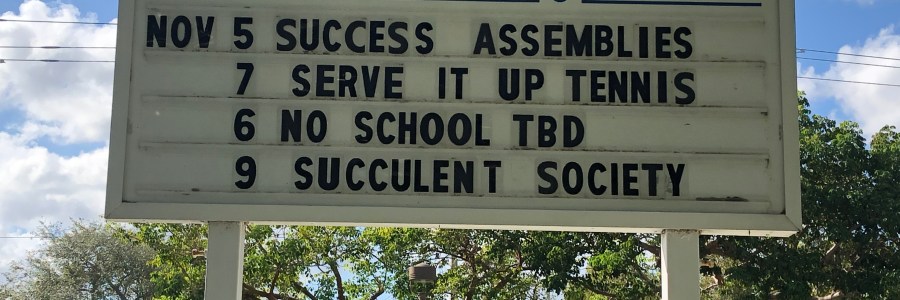 NOV 5 SUCCESS ASSEMBLIES
7 SERVE IT UP TENNIS
6 NO SCHOOL TBD
9 SUCCULENT SOCIETY